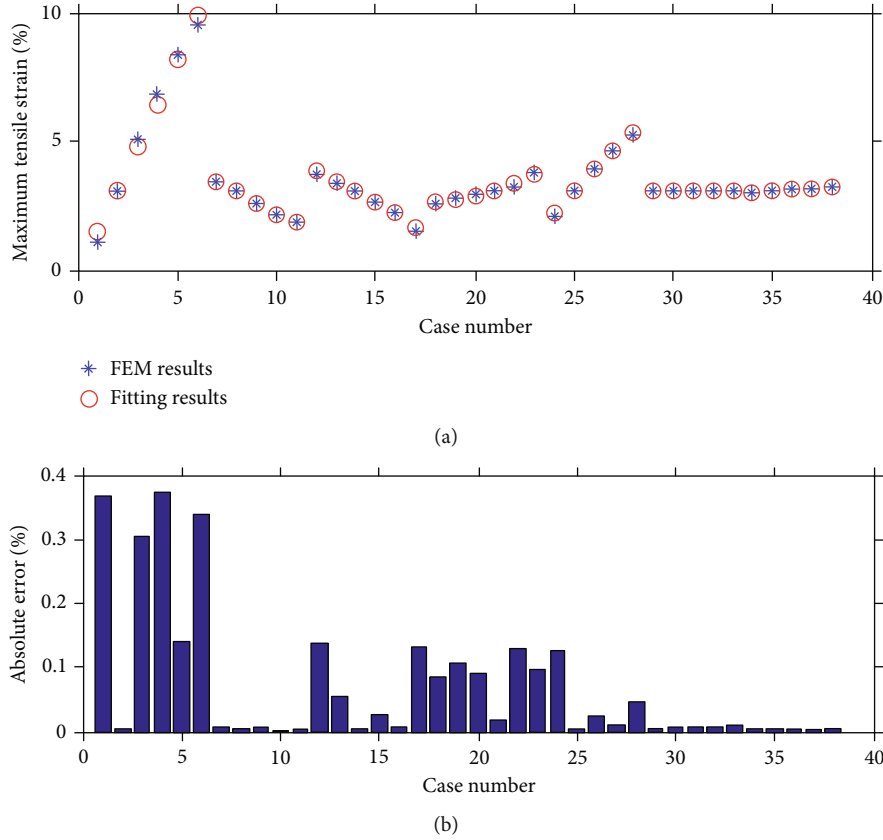 10
5
0
Maximum tensile strain (%)
0 5 10 15 20 25 30 35 40
Case number
FEM results
Fitting results
(a)
0.4
0.3
0.2
0.1
0
Absolute error (%)
0 5 10 15 20 25 30 35 40
Case number
(b)